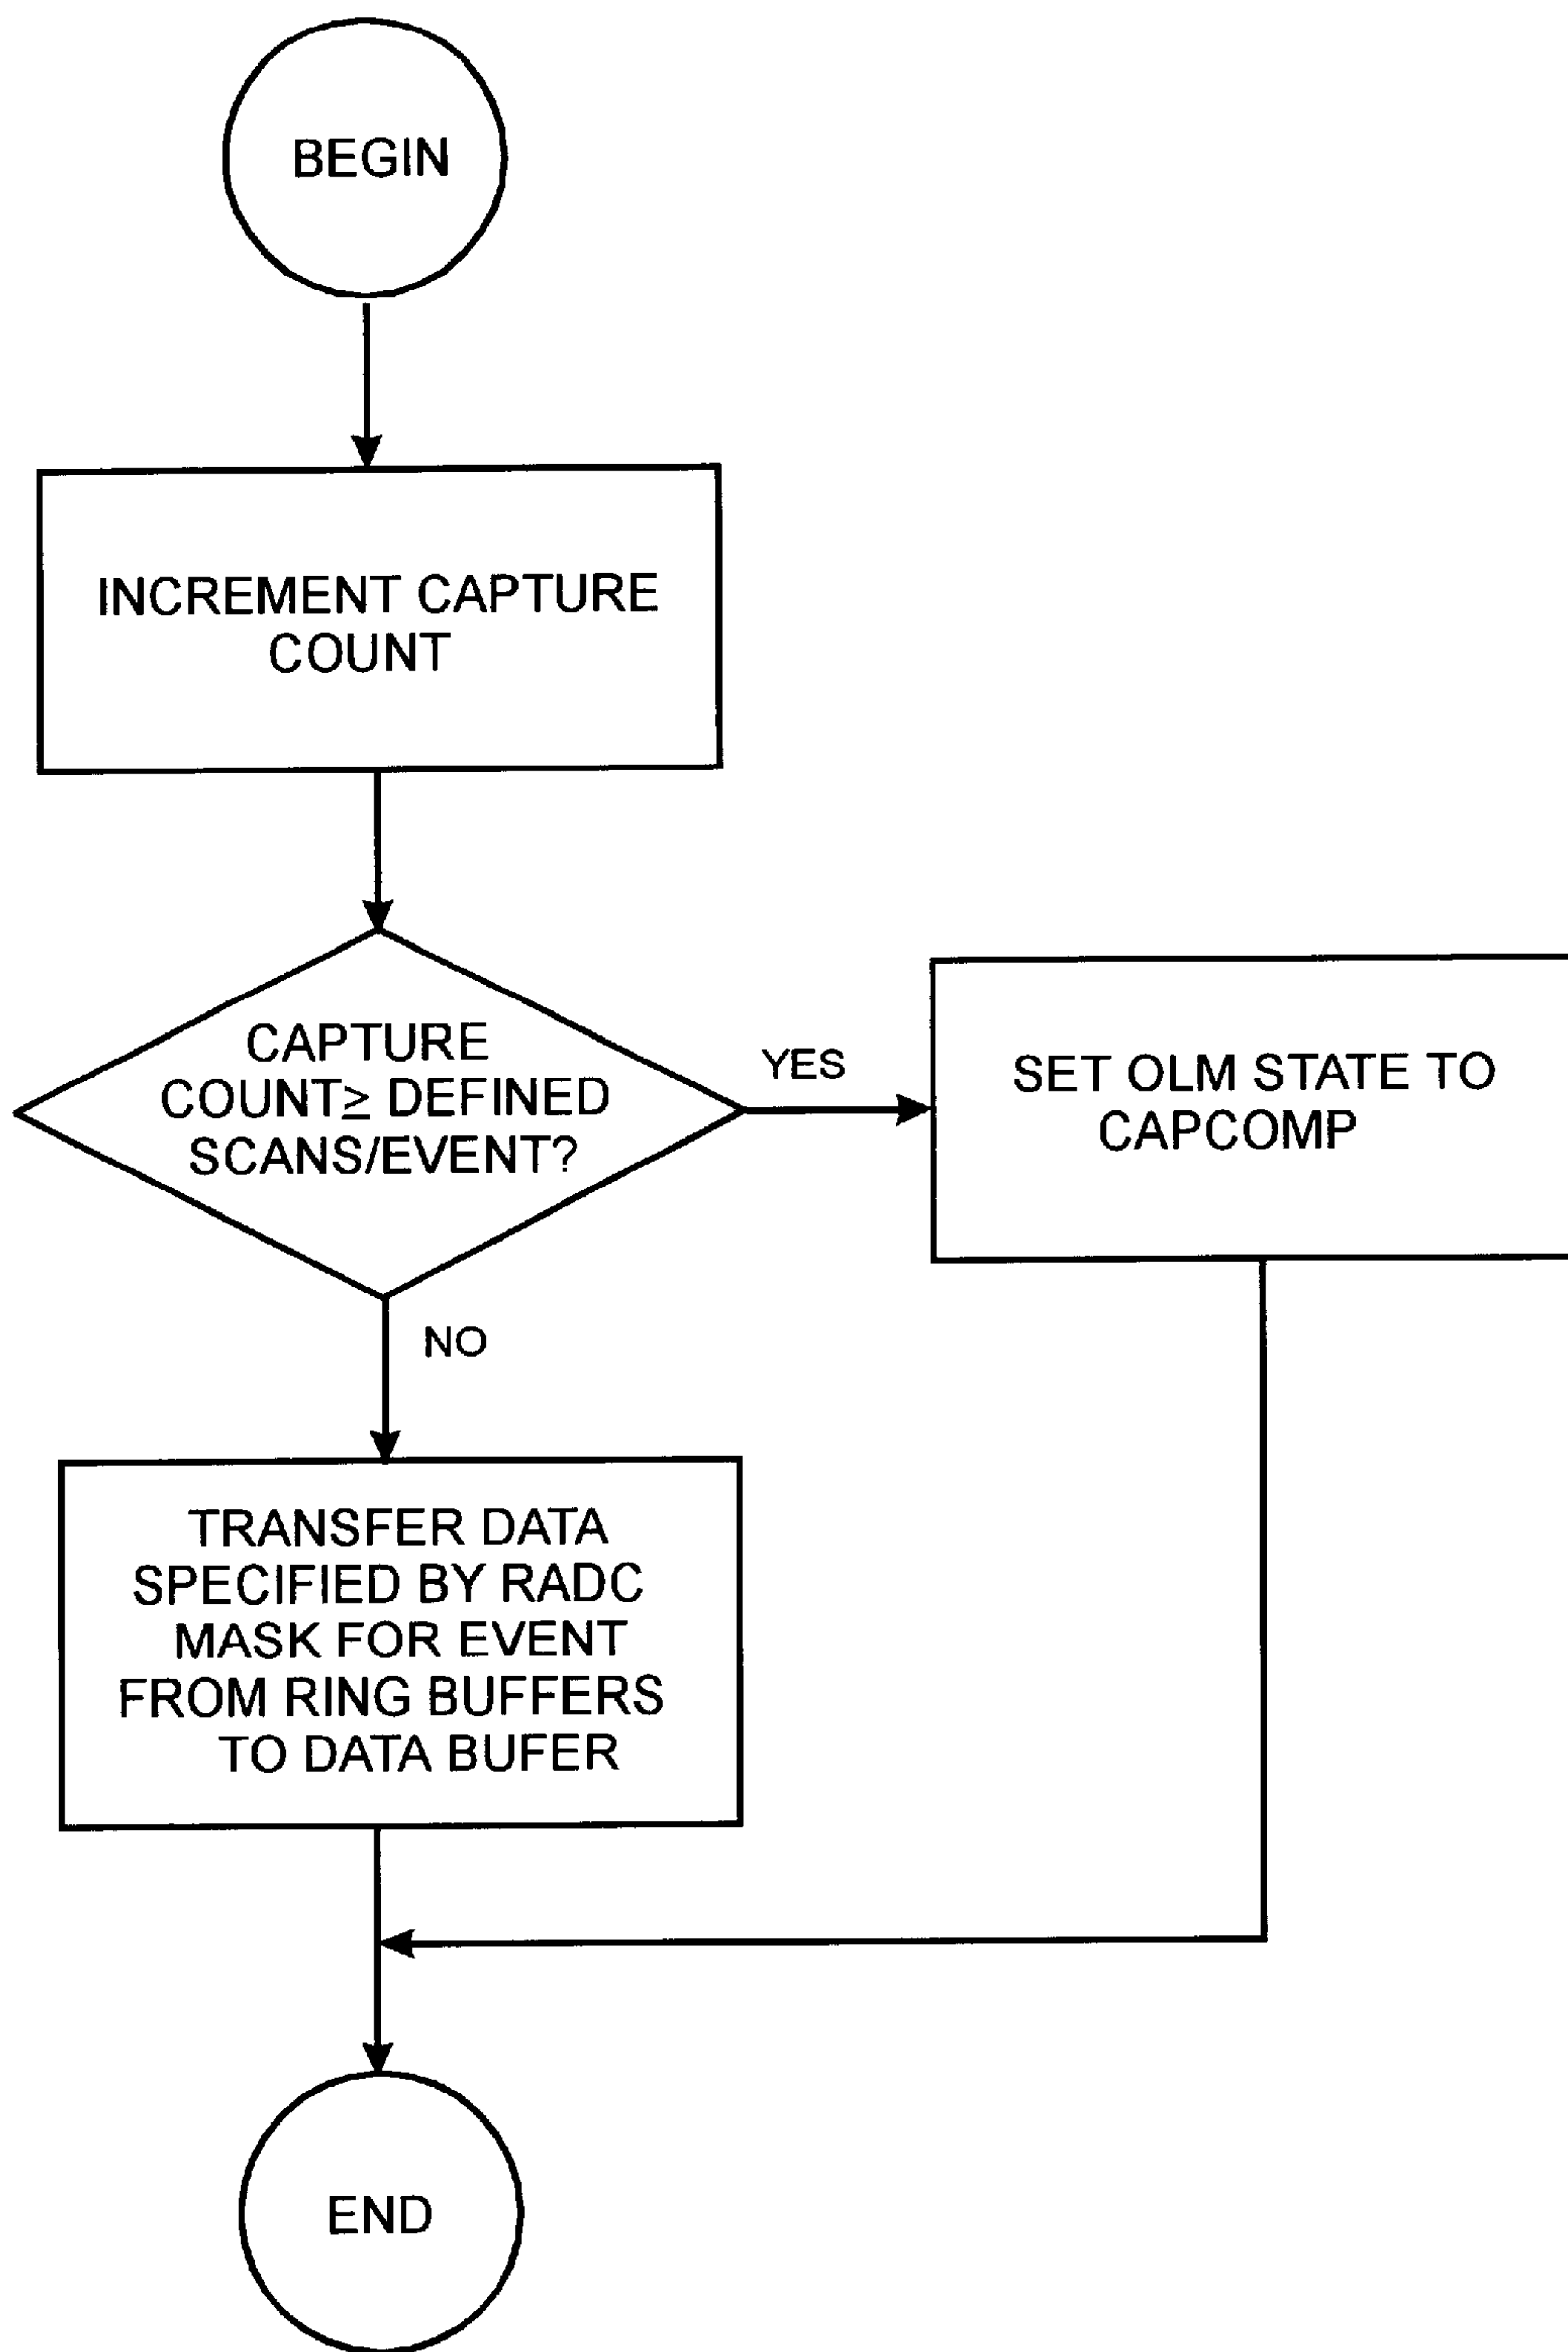 BEGIN
INCREMENT CAPTURE
COUNT
CAPTURE
COUNT≥ DEFINED
SCANS/EVENT?
YES
SET OLM STATE TO
CAPCOMP
NO
TRANSFER DATA
SPECIFIED BY RADC
MASK FOR EVENT
FROM RING BUFFERS
TO DATA BUFER
END